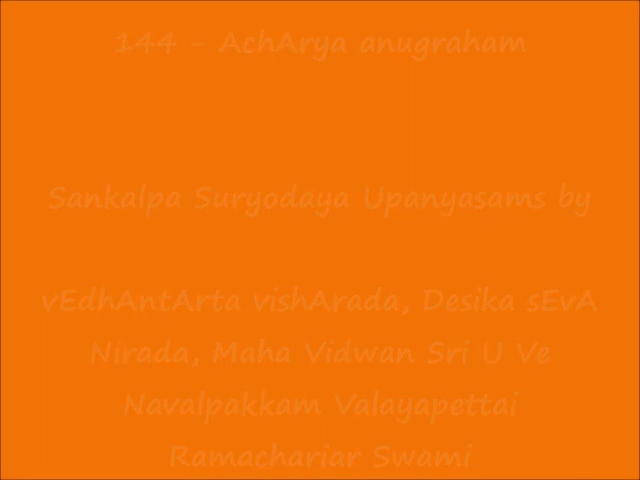 144 - AchArya anugraham
Sankalpa Suryodaya Upanyasams by
vEdhAntArta vishArada, Desika sEvA
Nirada, Maha Vidwan Sri U Ve
Navalpakkam Valayapettai
Ramachariar Swami